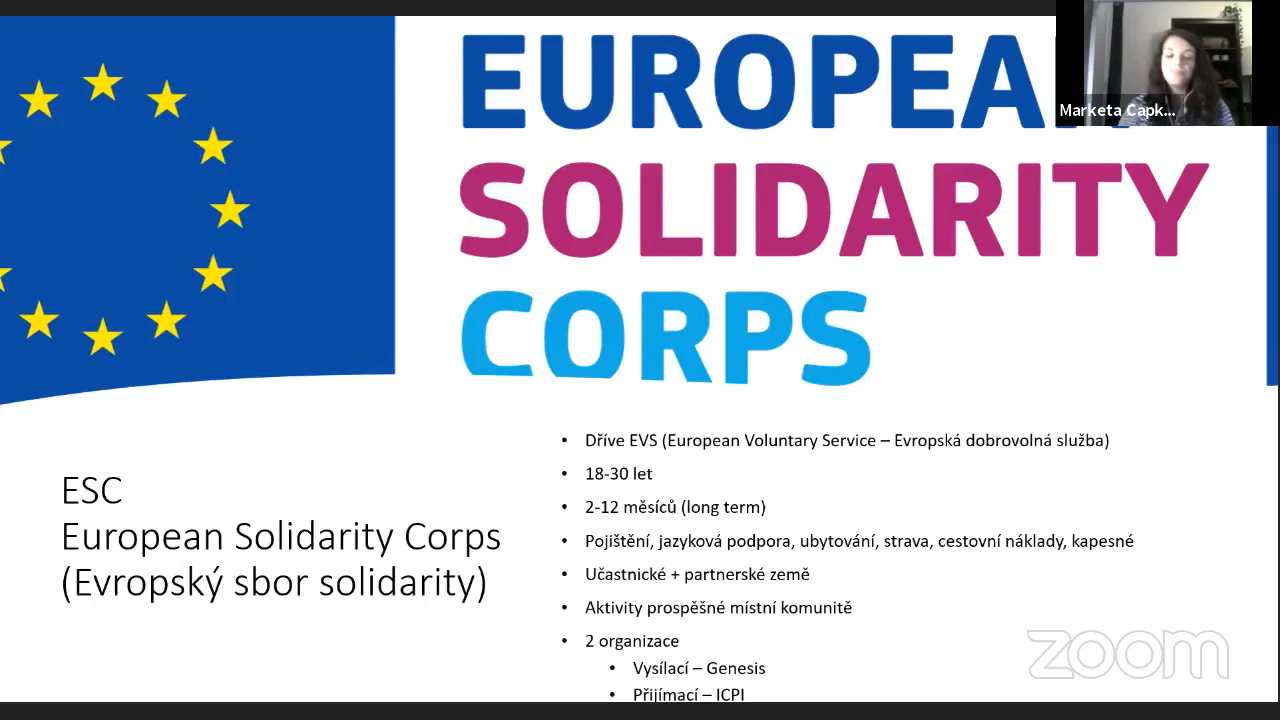 EUROPEA
SOLIDARITY
CORPS
Marketa Capk...
ESC
European Solidarity Corps
(Evropský sbor solidarity)
• Dříve EVS (European Voluntary Service – Evropská dobrovolná služba)
• 18-30 let
• 2-12 měsíců (long term)
• Pojištění, jazyková podpora, ubytování, strava, cestovní náklady, kapesné
• Učastnické + partnerské země
• Aktivity prospěšné místní komunitě
• 2 organizace
• Vysílací – Genesis
• Přijímací – ICPI
zoom